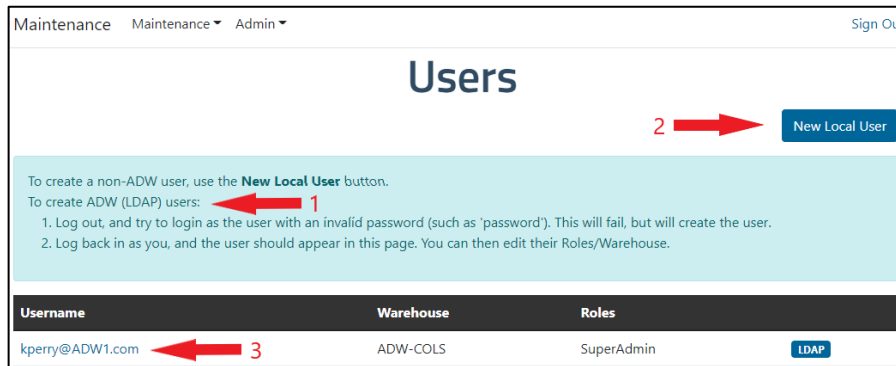 Maintenance Maintenance Admin Sign Ou
Users
2 New Local User
To create a non-ADW user, use the New Local User button.
To create ADW (LDAP) users: 1
1. Log out, and try to login as the user with an invalid password (such as 'password'). This will fail, but will create the user.
2. Log back in as you, and the user should appear in this page. You can then edit their Roles/Warehouse.
Username Warehouse Roles
kperry@ADW1.com 3 ADW-COLS SuperAdmin LDAP